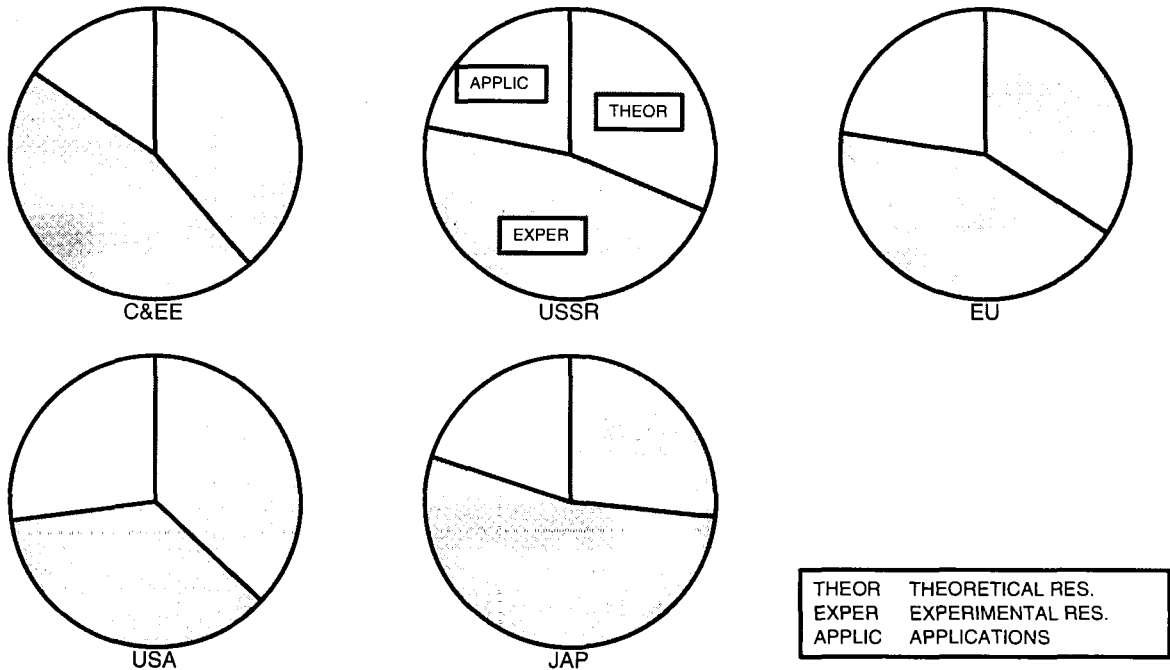 APPLIC
THEOR
EXPER
C&EE
USSR
EU
USA
JAP
THEOR THEORETICAL RES.
EXPER EXPERIMENTAL RES.
APPLIC APPLICATIONS